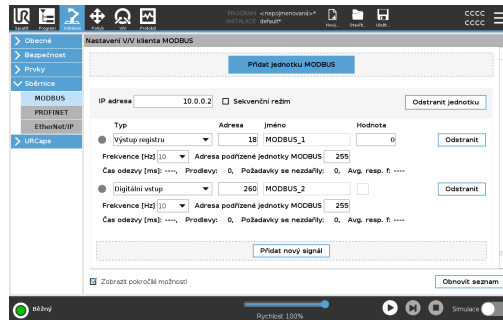 PROGRAM <nepojmenovaná>*
INSTALACE default*
CCCC
CCCC
Spustit Program Instalace Pohyb V/V Protokol Nový... Otevřít... Uložit...
Obecné
Bezpečnost
Prvky
Sběrnice
MODBUS
PROFINET
EtherNet/IP
URCaps
Nastavení V/V klienta MODBUS
Přidat jednotku MODBUS
IP adresa 10.0.0.2 Sekvenční režim Odstranit jednotku
Typ Adresa Jméno Hodnota
Výstup registru 18 MODBUS_1 0 Odstranit
Frekvence [Hz] 10 Adresa podřízené jednotky MODBUS 255
Čas odezvy [ms]: ----, Prodlevy: 0, Požadavky se nezdařily: 0, Avg. resp. f: ----
Digitální vstup 260 MODBUS_2 Odstranit
Frekvence [Hz] 10 Adresa podřízené jednotky MODBUS 255
Čas odezvy [ms]: ----, Prodlevy: 0, Požadavky se nezdařily: 0, Avg. resp. f: ----
Přidat nový signál
Zobrazit pokročilé možnosti Obnovit seznam
Běžný
Rychlost 100%
Simulace